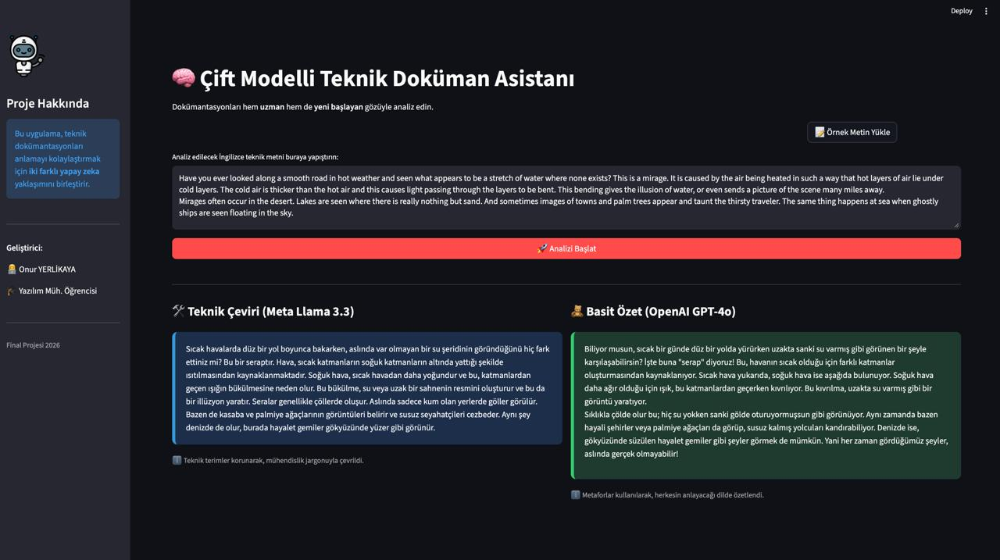 Deploy
Proje Hakkında
Bu uygulama, teknik
dokümantasyonları
anlamayı kolaylaştırmak
için iki farklı yapay zeka
yaklaşımını birleştirir.
Geliştirici:
Onur YERLİKAYA
Yazılım Müh. Öğrencisi
Final Projesi 2026
Çift Modelli Teknik Doküman Asistanı
Dokümantasyonları hem uzman hem de yeni başlayan gözüyle analiz edin.
Örnek Metin Yükle
Analiz edilecek İngilizce teknik metni buraya yapıştırın:
Have you ever looked along a smooth road in hot weather and seen what appears to be a stretch of water where none exists? This is a mirage. It is caused by the air being heated in such a way that hot layers of air lie under
cold layers. The cold air is thicker than the hot air and this causes light passing through the layers to be bent. This bending gives the illusion of water, or even sends a picture of the scene many miles away.
Mirages often occur in the desert. Lakes are seen where there is really nothing but sand. And sometimes images of towns and palm trees appear and taunt the thirsty traveler. The same thing happens at sea when ghostly
ships are seen floating in the sky.
Analizi Başlat
Teknik Çeviri (Meta Llama 3.3)
Sıcak havalarda düz bir yol boyunca bakarken, aslında var olmayan bir su şeridinin göründüğünü hiç fark
ettiniz mi? Bu bir seraptır. Hava, sıcak katmanların soğuk katmanların altında yattığı şekilde
ısıtılmasından kaynaklanmaktadır. Soğuk hava, sıcak havadan daha yoğundur ve bu, katmanlardan
geçen ışığın bükülmesine neden olur. Bu bükülme, su veya uzak bir sahnenin resmini oluşturur ve bu da
bir illüzyon yaratır. Seralar genellikle çöllerde oluşur. Aslında sadece kum olan yerlerde göller görülür.
Bazen de kasaba ve palmiye ağaçlarının görüntüleri belirir ve susuz seyahatçileri cezbeder. Aynı şey
denizde de olur, burada hayalet gemiler gökyüzünde yüzer gibi görünür.
Teknik terimler korunarak, mühendislik jargonuyla çevrildi.
Basit Özet (OpenAI GPT-4o)
Biliyor musun, sıcak bir günde düz bir yolda yürürken uzakta sanki su varmış gibi görünen bir şeyle
karşılaşabilirsin? İşte buna "serap" diyoruz! Bu, havanın sıcak olduğu için farklı katmanlar
oluşturmasından kaynaklanıyor. Sıcak hava yukarıda, soğuk hava ise aşağıda bulunuyor. Soğuk hava
daha ağır olduğu için ışık, bu katmanlardan geçerken kıvrılıyor. Bu kıvrılma, uzakta su varmış gibi bir
görüntü yaratıyor.
Sıklıkla çölde olur bu; hiç su yokken sanki gölde oturuyormuşsun gibi görünüyor. Aynı zamanda bazen
hayali şehirler veya palmiye ağaçları da görüp, susuz kalmış yolcuları kandırabiliyor. Denizde ise,
gökyüzünde süzülen hayalet gemiler gibi şeyler görmek de mümkün. Yani her zaman gördüğümüz şeyler,
aslında gerçek olmayabilir!
Metaforlar kullanılarak, herkesin anlayacağı dilde özetlendi.